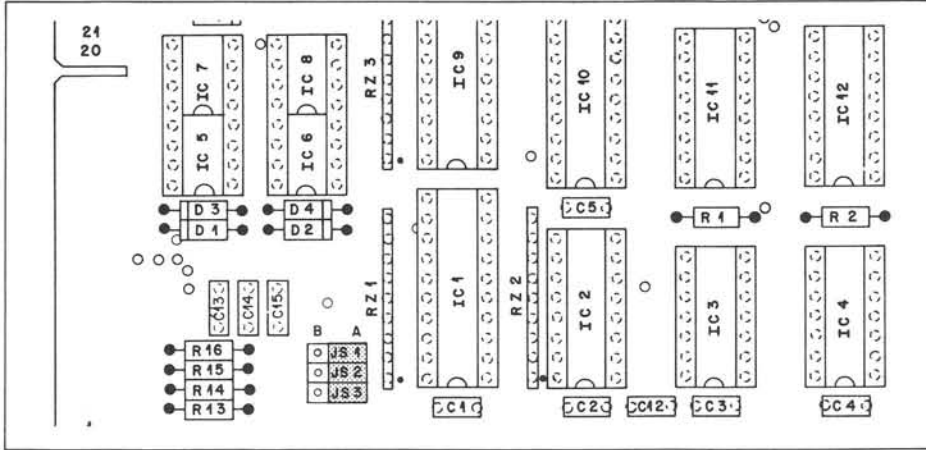 21
20
IC 7
IC 8
IC 5
IC 6
RZ 3
IC 9
IC 10
IC 11
IC 12
D 3
D 4
D 1
D 2
C5
R 1
R 2
RZ 1
IC 1
RZ 2
IC 2
IC 3
IC 4
C13
C14
C15
B A
JS 1
JS 2
JS 3
R 16
R 15
R 14
R 13
C1
C2
C12
C3
C4